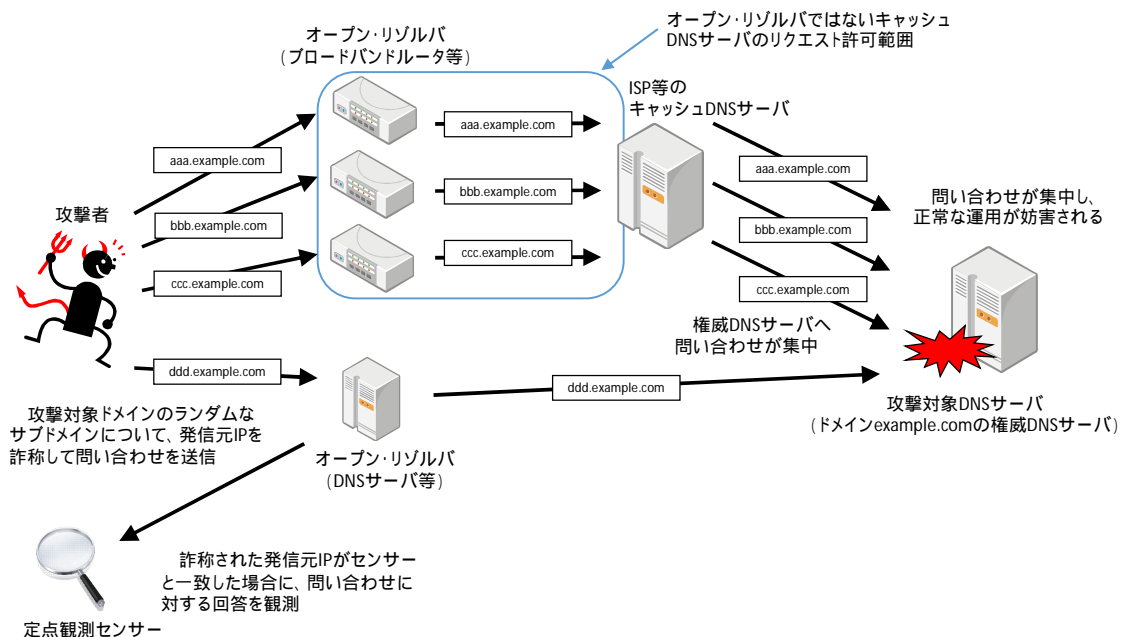 オープン・リゾルバではないキャッシュ
DNSサーバのリクエスト許可範囲
オープン・リゾルバ
(ブロードバンドルータ等)
ISP等の
キャッシュDNSサーバ
aaa.example.com
aaa.example.com
aaa.example.com
bbb.example.com
bbb.example.com
bbb.example.com
ccc.example.com
ccc.example.com
ccc.example.com
攻撃者
問い合わせが集中し、
正常な運用が妨害される
権威DNSサーバへ
問い合わせが集中
ddd.example.com
ddd.example.com
攻撃対象DNSサーバ
(ドメインexample.comの権威DNSサーバ)
攻撃対象ドメインのランダムな
サブドメインについて、発信元IPを
詐称して問い合わせを送信
オープン・リゾルバ
(DNSサーバ等)
詐称された発信元IPがセンサー
と一致した場合に、問い合わせに
対する回答を観測
定点観測センサー